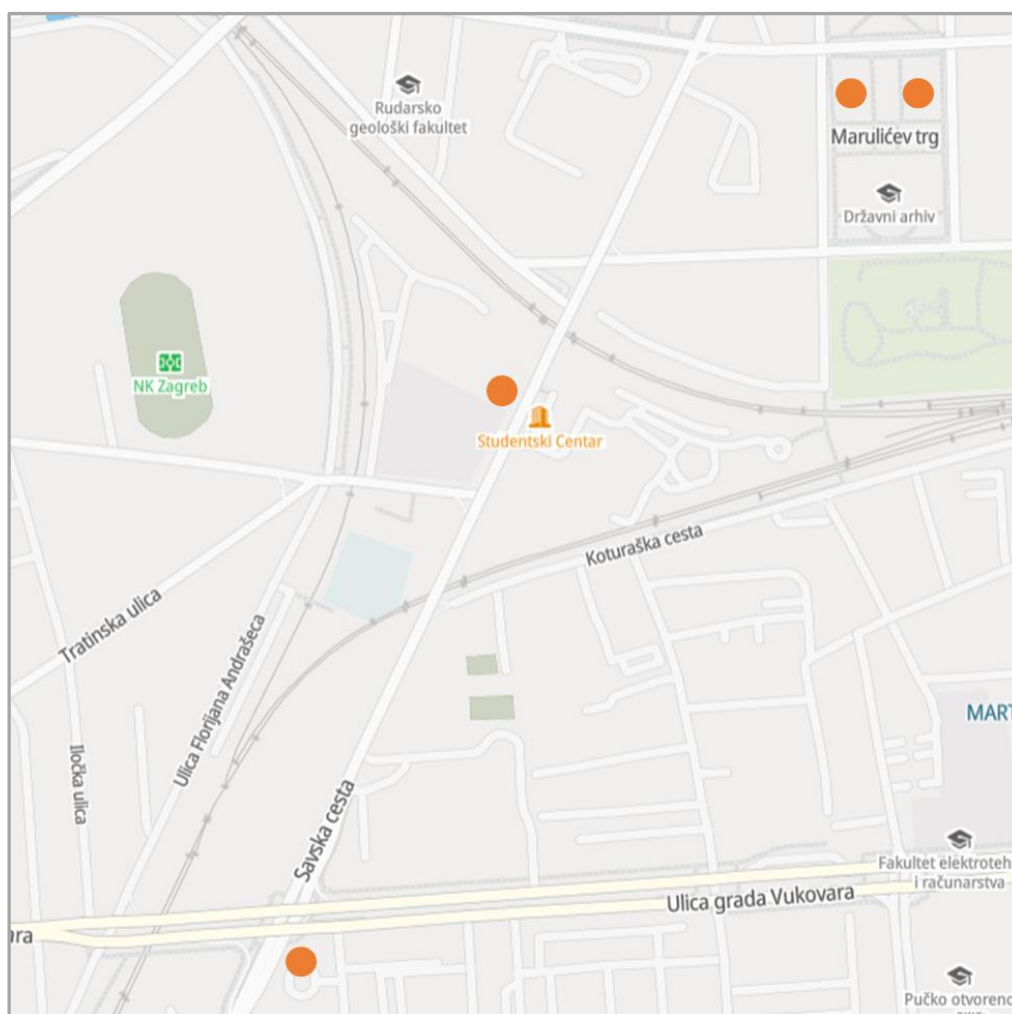 Rudarsko
geološki fakultet
Marulićev trg
Državni arhiv
NK Zagreb
Studentski Centar
Koturaška cesta
Tratinska ulica
Ulica Florijana Andrašeca
Iločka ulica
MART
Savska cesta
Fakultet elektroteh
i računarstva
Ulica grada Vukovara
Pučko otvoreno